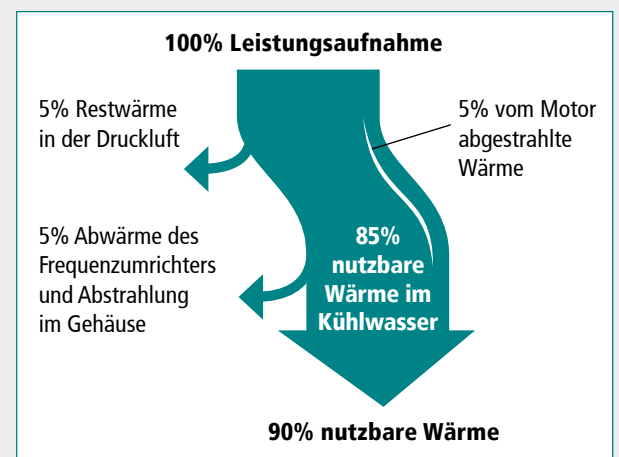 100% Leistungsaufnahme
5% Restwärme
in der Druckluft
5% vom Motor
abgestrahlte
Wärme
5% Abwärme des
Frequenzumrichters
und Abstrahlung
im Gehäuse
85%
nutzbare
Wärme im
Kühlwasser
90% nutzbare Wärme